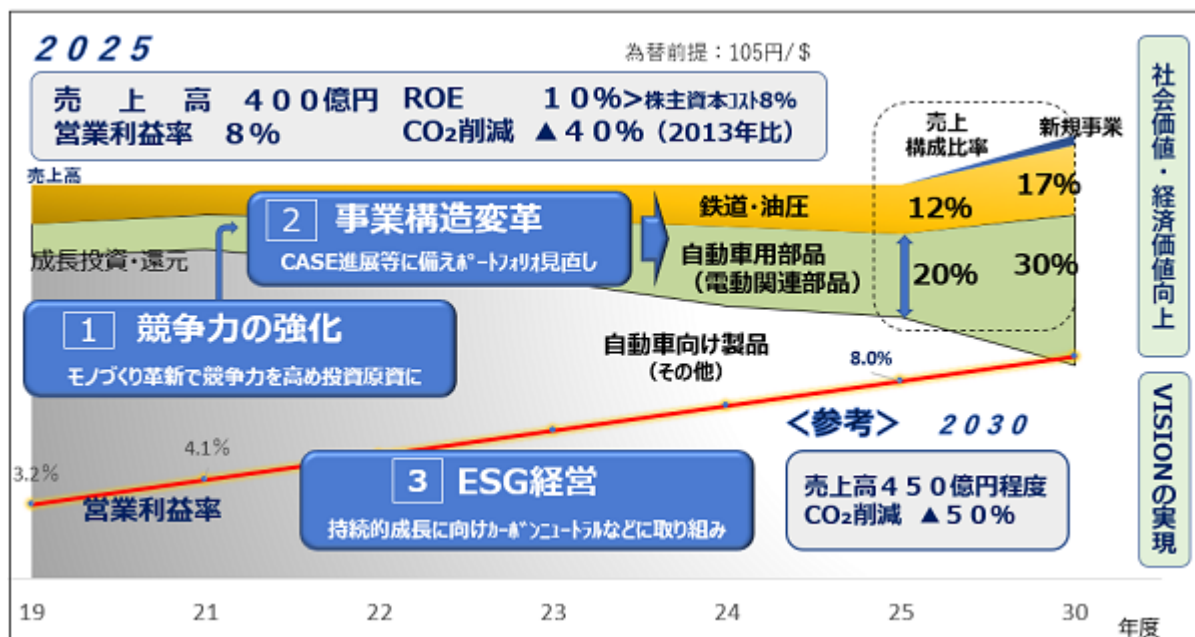 2025
為替前提：105円/＄
売上高 400億円 ROE 10%>株主資本コスト8%
営業利益率 8% CO₂削減 ▲40%（2013年比）
売上高
売上
構成比率
新規事業
2 事業構造変革
CASE進展等に備えポートフォリオ見直し
鉄道・油圧
12%
17%
成長投資・還元
自動車用部品
（電動関連部品）
20%
30%
1 競争力の強化
モノづくり革新で競争力を高め投資原資に
自動車向け製品
（その他）
8.0%
4.1%
3.2%
営業利益率
3 ESG経営
持続的成長に向けカーボンニュートラルなどに取り組み
＜参考＞ 2030
売上高450億円程度
CO₂削減 ▲50%
19 21 22 23 24 25 30 年度
社会価値・経済価値向上
VISIONの実現